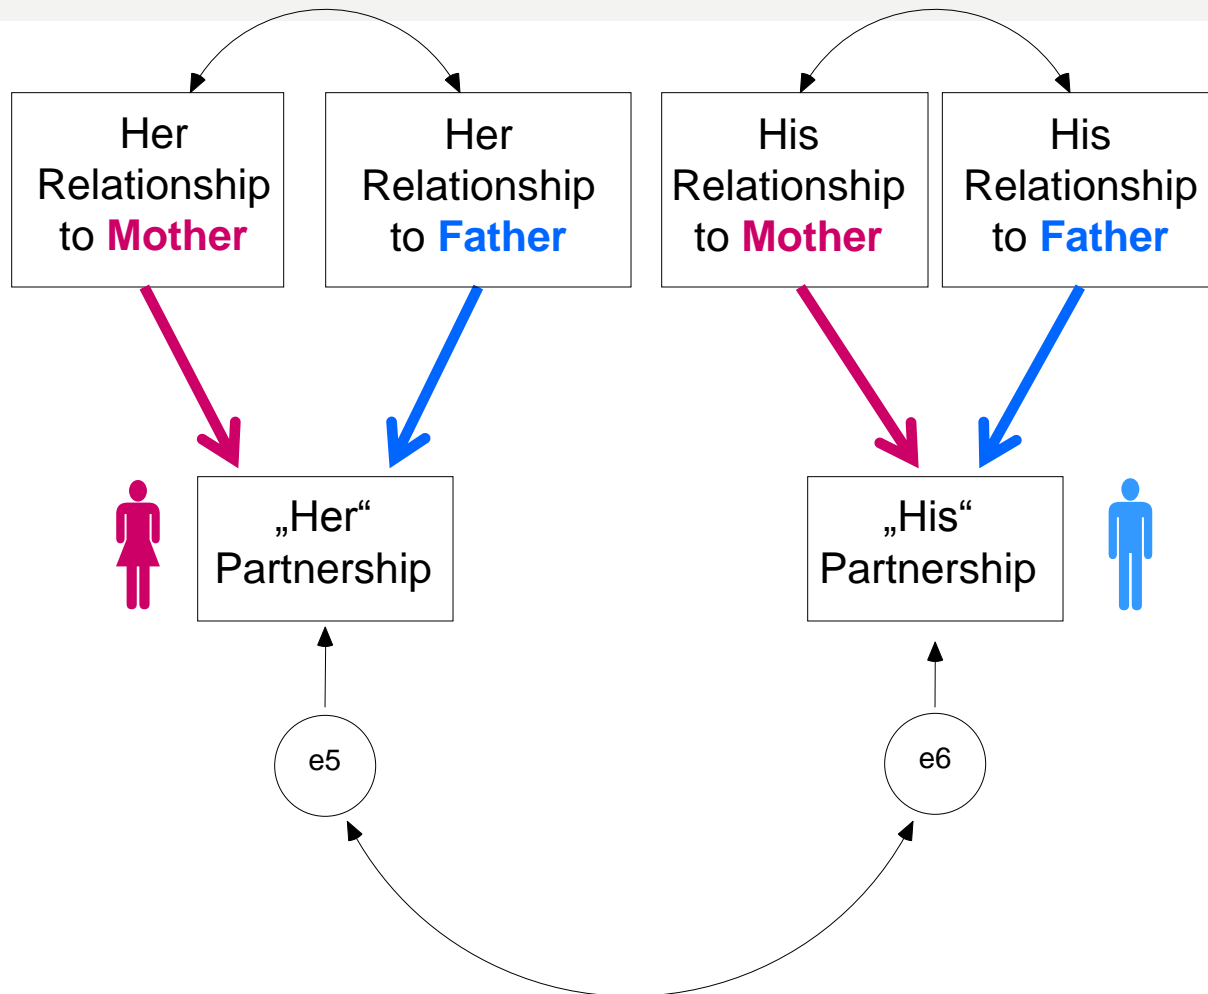 Her
Relationship
to Mother
Her
Relationship
to Father
His
Relationship
to Mother
His
Relationship
to Father
„Her“
Partnership
„His“
Partnership
e5
e6